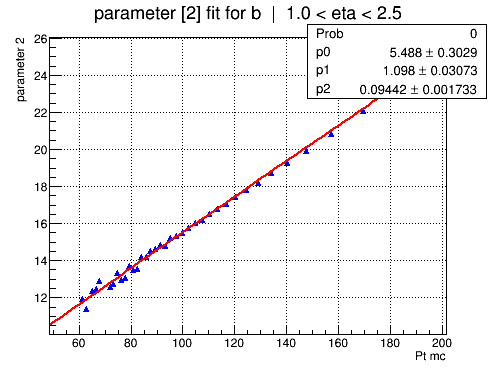 parameter [2] fit for b | 1.0 < eta < 2.5
Prob 0
p0 5.488 ± 0.3029
p1 1.098 ± 0.03073
p2 0.09442 ± 0.001733
parameter 2
26
24
22
20
18
16
14
12
60 80 100 120 140 160 180 200
Pt mc